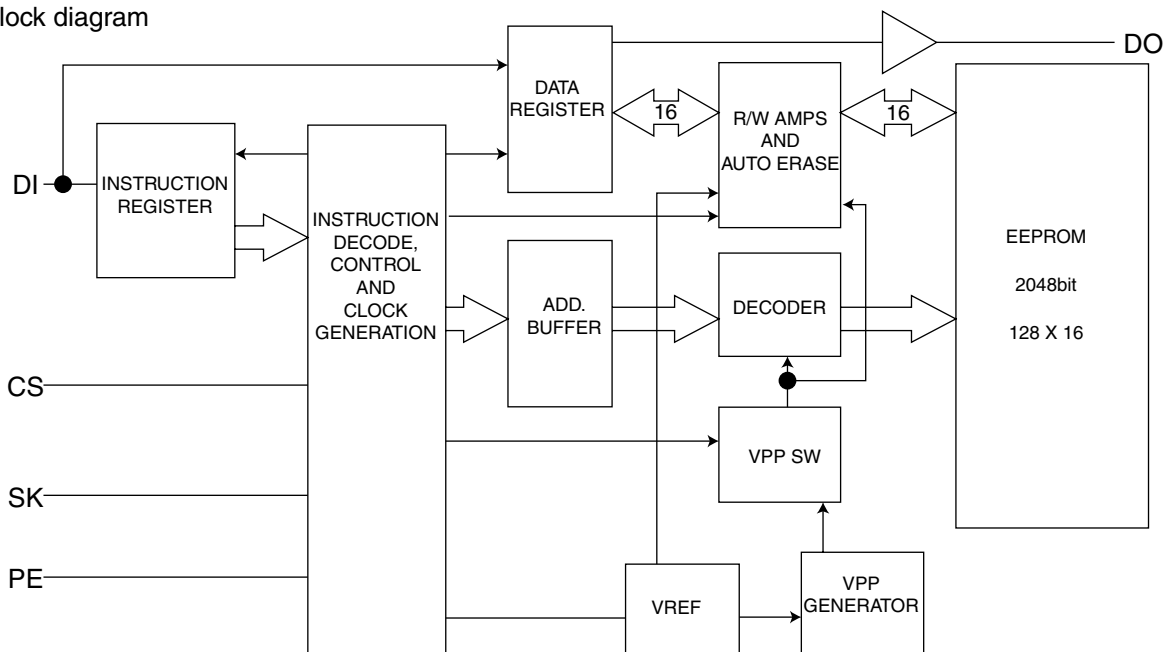 lock diagram
DO
DATA
REGISTER
16
R/W AMPS
AND
AUTO ERASE
16
DI
INSTRUCTION
REGISTER
INSTRUCTION
DECODE,
CONTROL
AND
CLOCK
GENERATION
ADD.
BUFFER
DECODER
EEPROM
2048bit
128 X 16
CS
VPP SW
SK
PE
VREF
VPP
GENERATOR